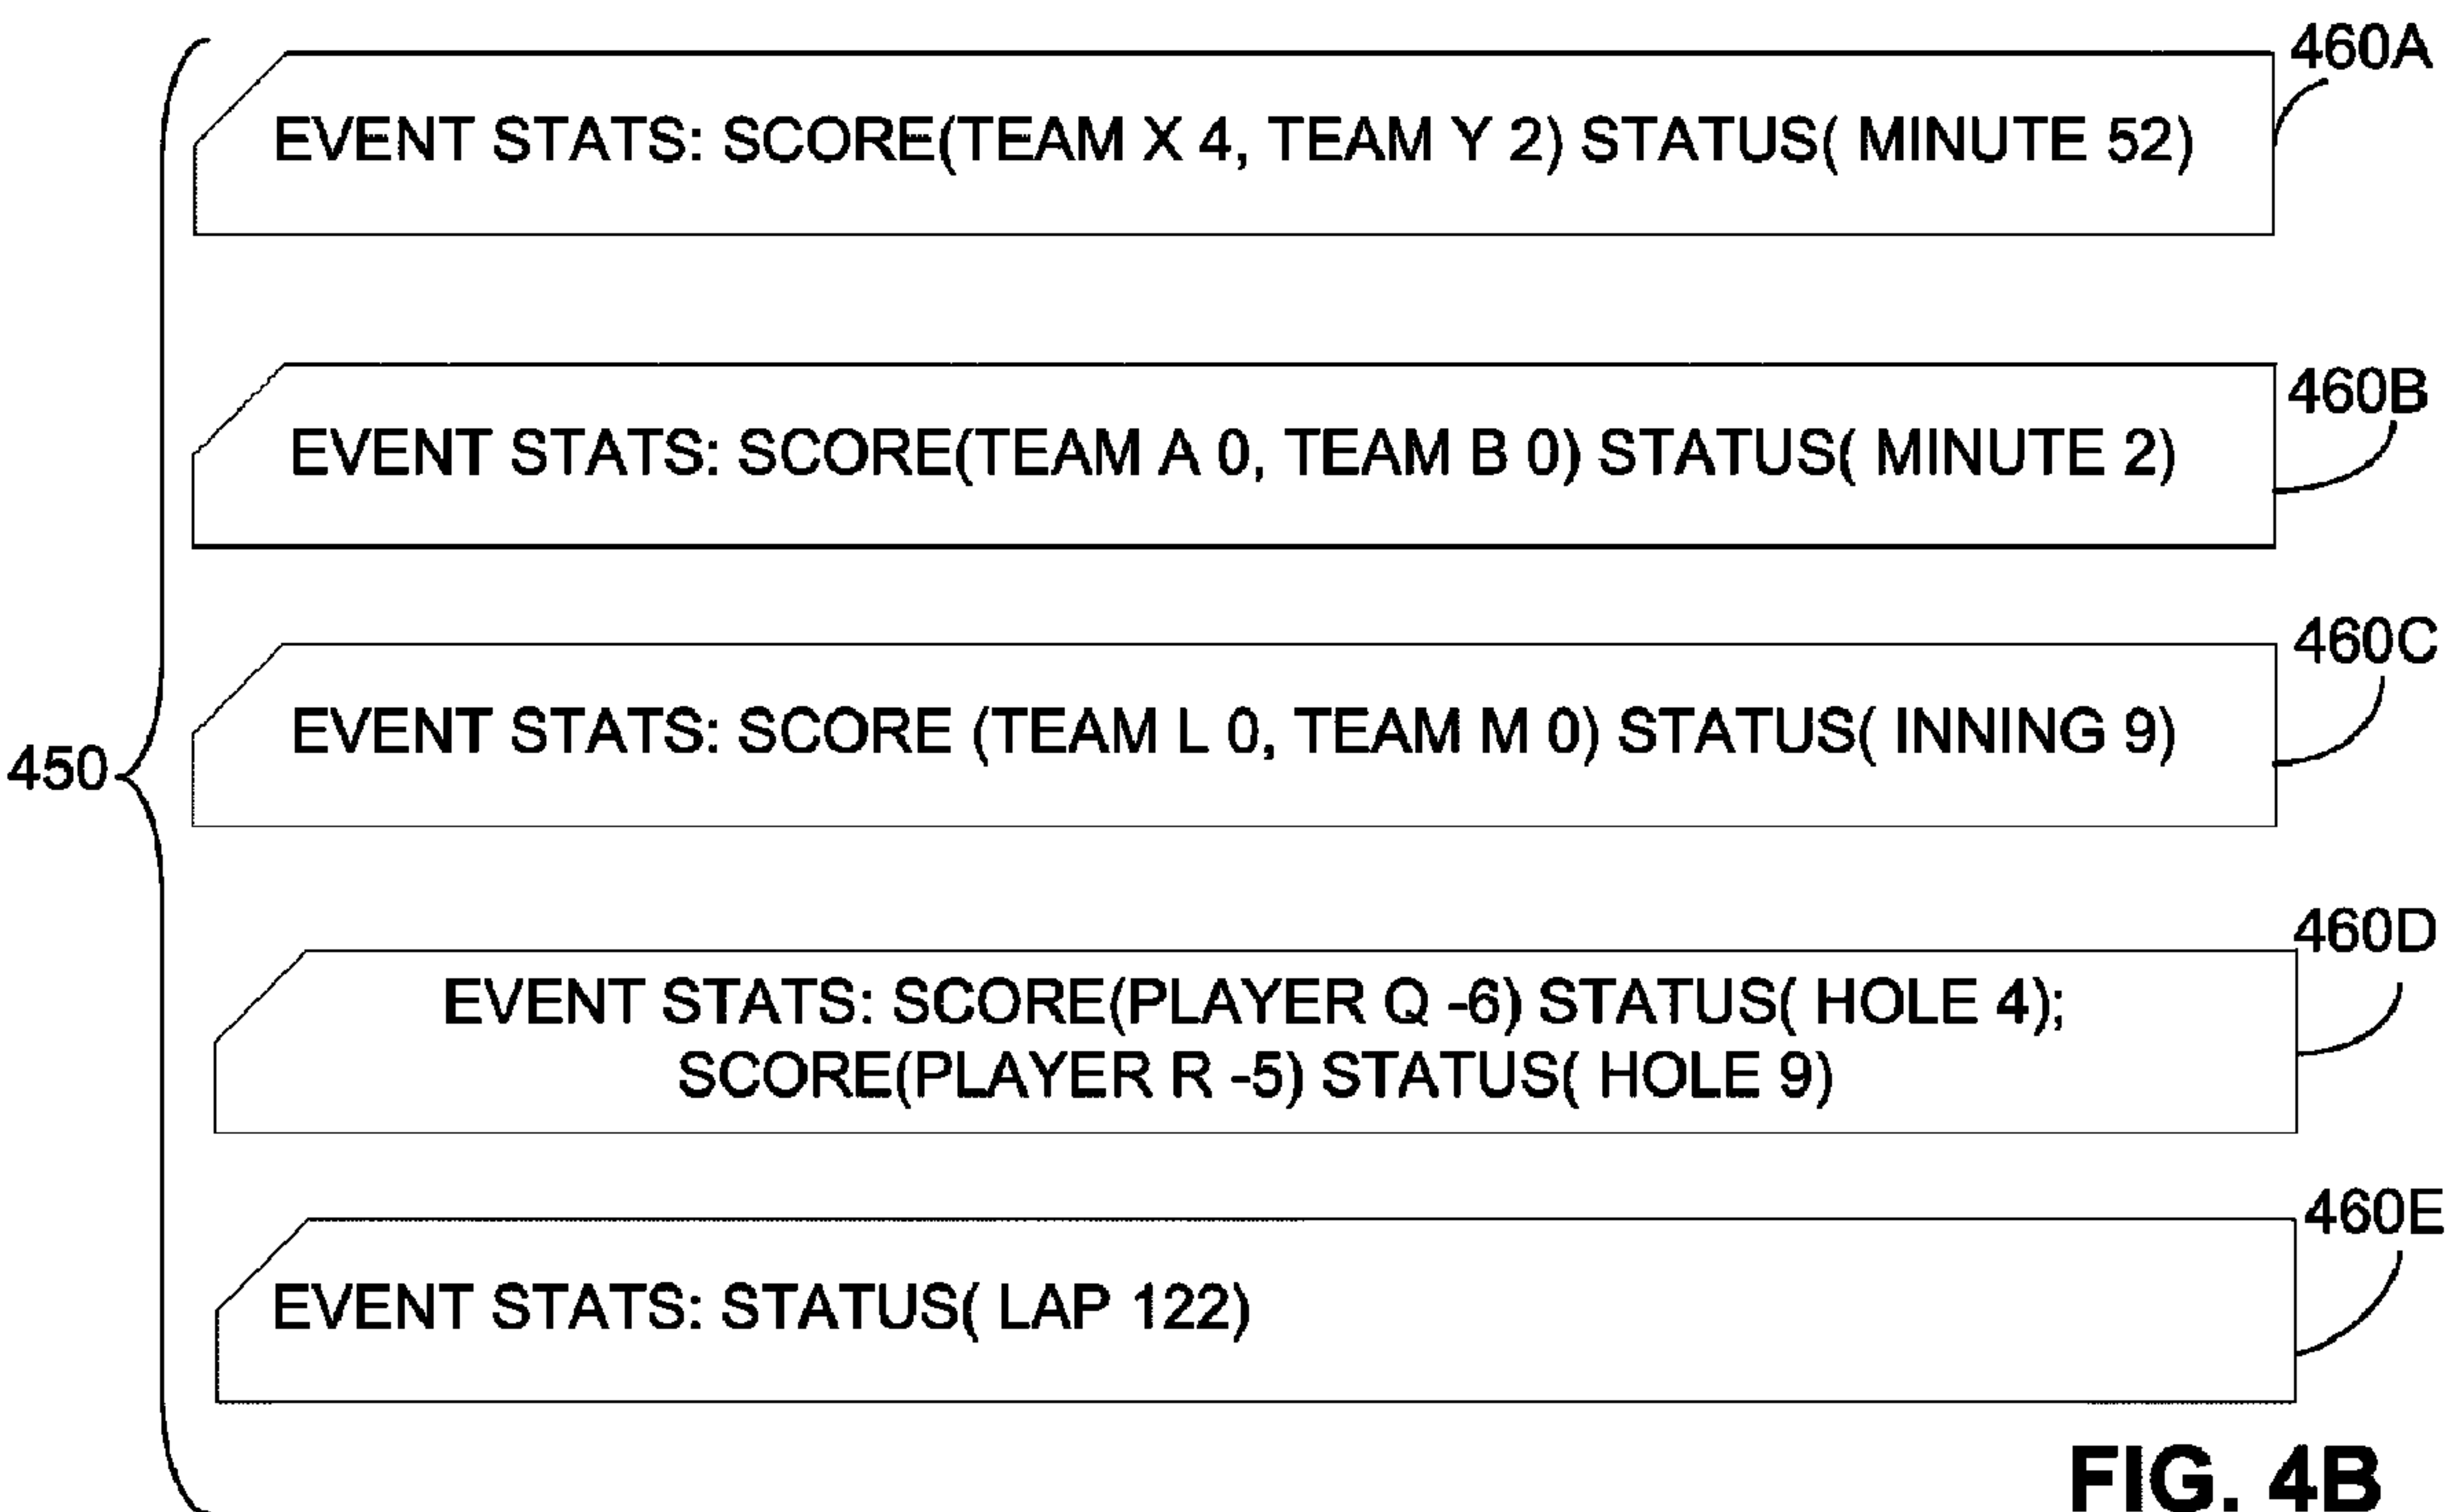 460A
EVENT STATS: SCORE(TEAM X 4, TEAM Y 2) STATUS( MINUTE 52)
460B
EVENT STATS: SCORE(TEAM A 0, TEAM B 0) STATUS( MINUTE 2)
460C
EVENT STATS: SCORE (TEAM L 0, TEAM M 0) STATUS( INNING 9)
450
460D
EVENT STATS: SCORE(PLAYER Q -6) STATUS( HOLE 4);
SCORE(PLAYER R -5) STATUS( HOLE 9)
460E
EVENT STATS: STATUS( LAP 122)
FIG. 4B